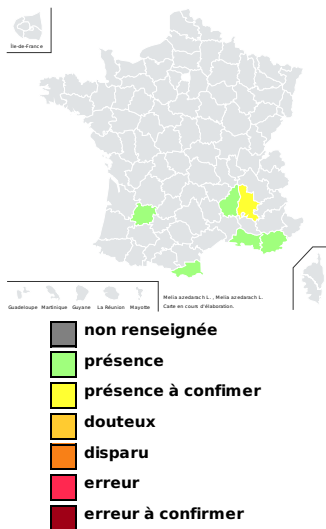 Île-de-France
Guadeloupe Martinique Guyane La Réunion Mayotte
Melia azedarach L. , Melia azedarach L.
Carte en cours d'élaboration.
non renseignée
présence
présence à confimer
douteux
disparu
erreur
erreur à confirmer